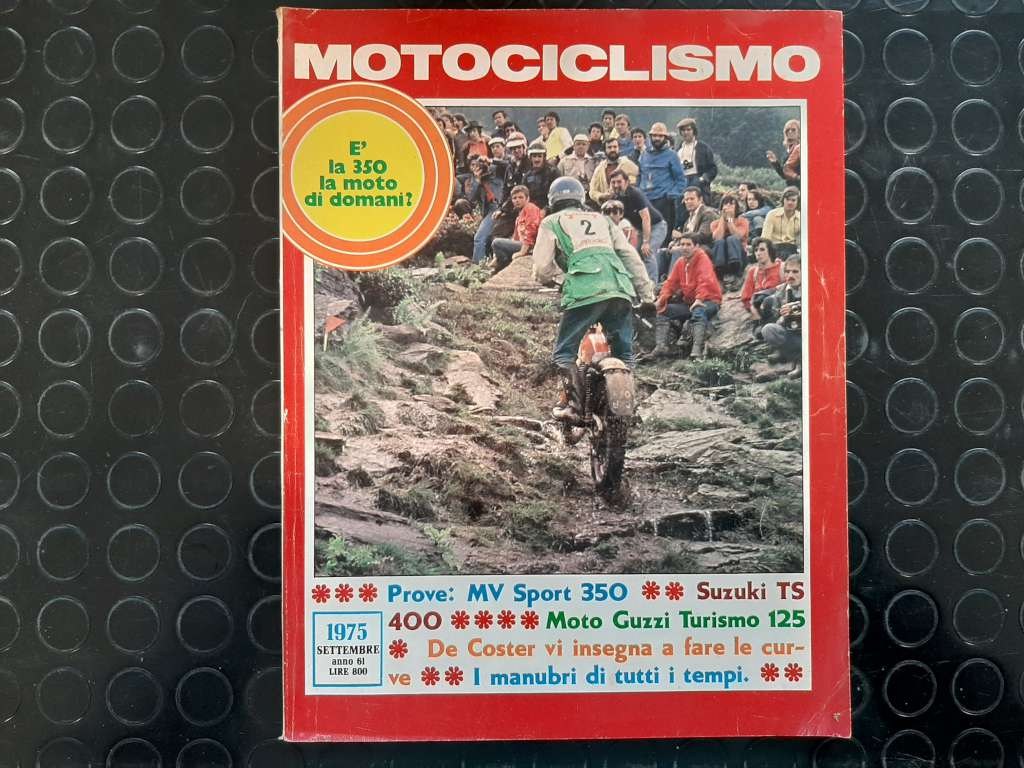 MOTOCICLISMO
E'
la 350
la moto
di domani?
2
*** Prove: MV Sport 350 ** Suzuki TS
400 **** Moto Guzzi Turismo 125
* De Coster vi insegna a fare le cur-
ve ** I manubri di tutti i tempi. **
1975
SETTEMBRE
anno 61
LIRE 800